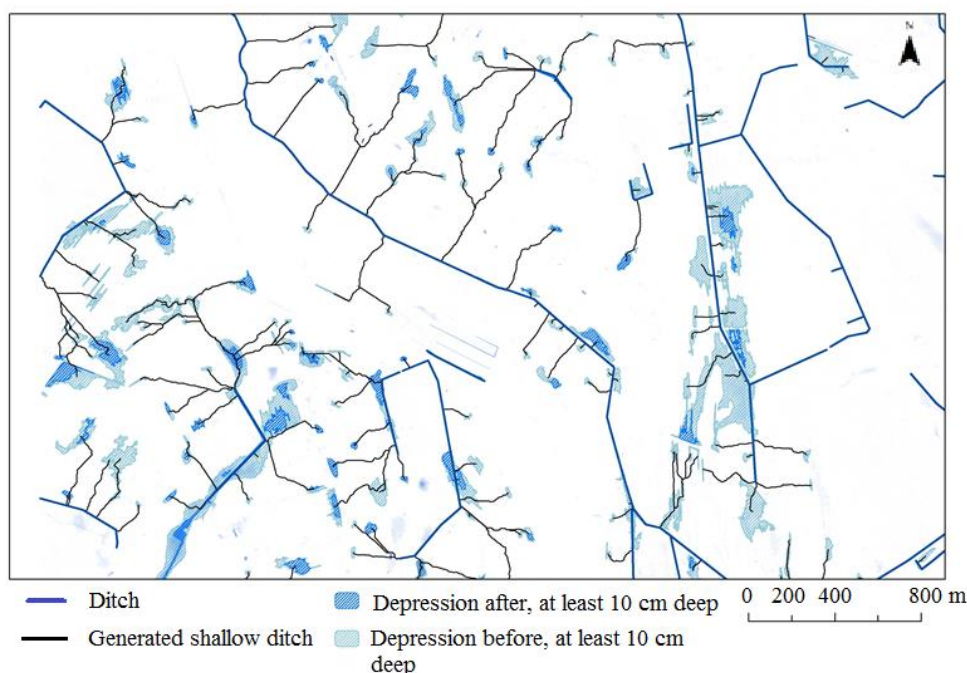 N
Ditch
Generated shallow ditch
Depression after, at least 10 cm deep
Depression before, at least 10 cm
deep
0 200 400 800 m